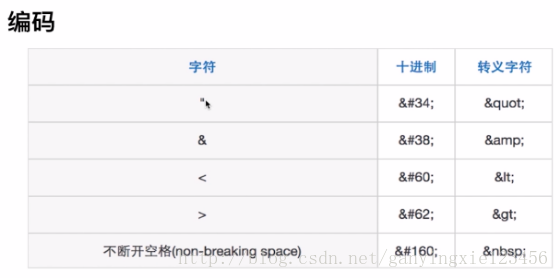 编码
字符 十进制 转义字符
" &#34; &quot;
& &#38; &amp;
< &#60; &lt;
> &#62; &gt;
不断开空格(non-breaking space) &#160; &nbsp;
http://blog.csdn.net/ganyingxie123456